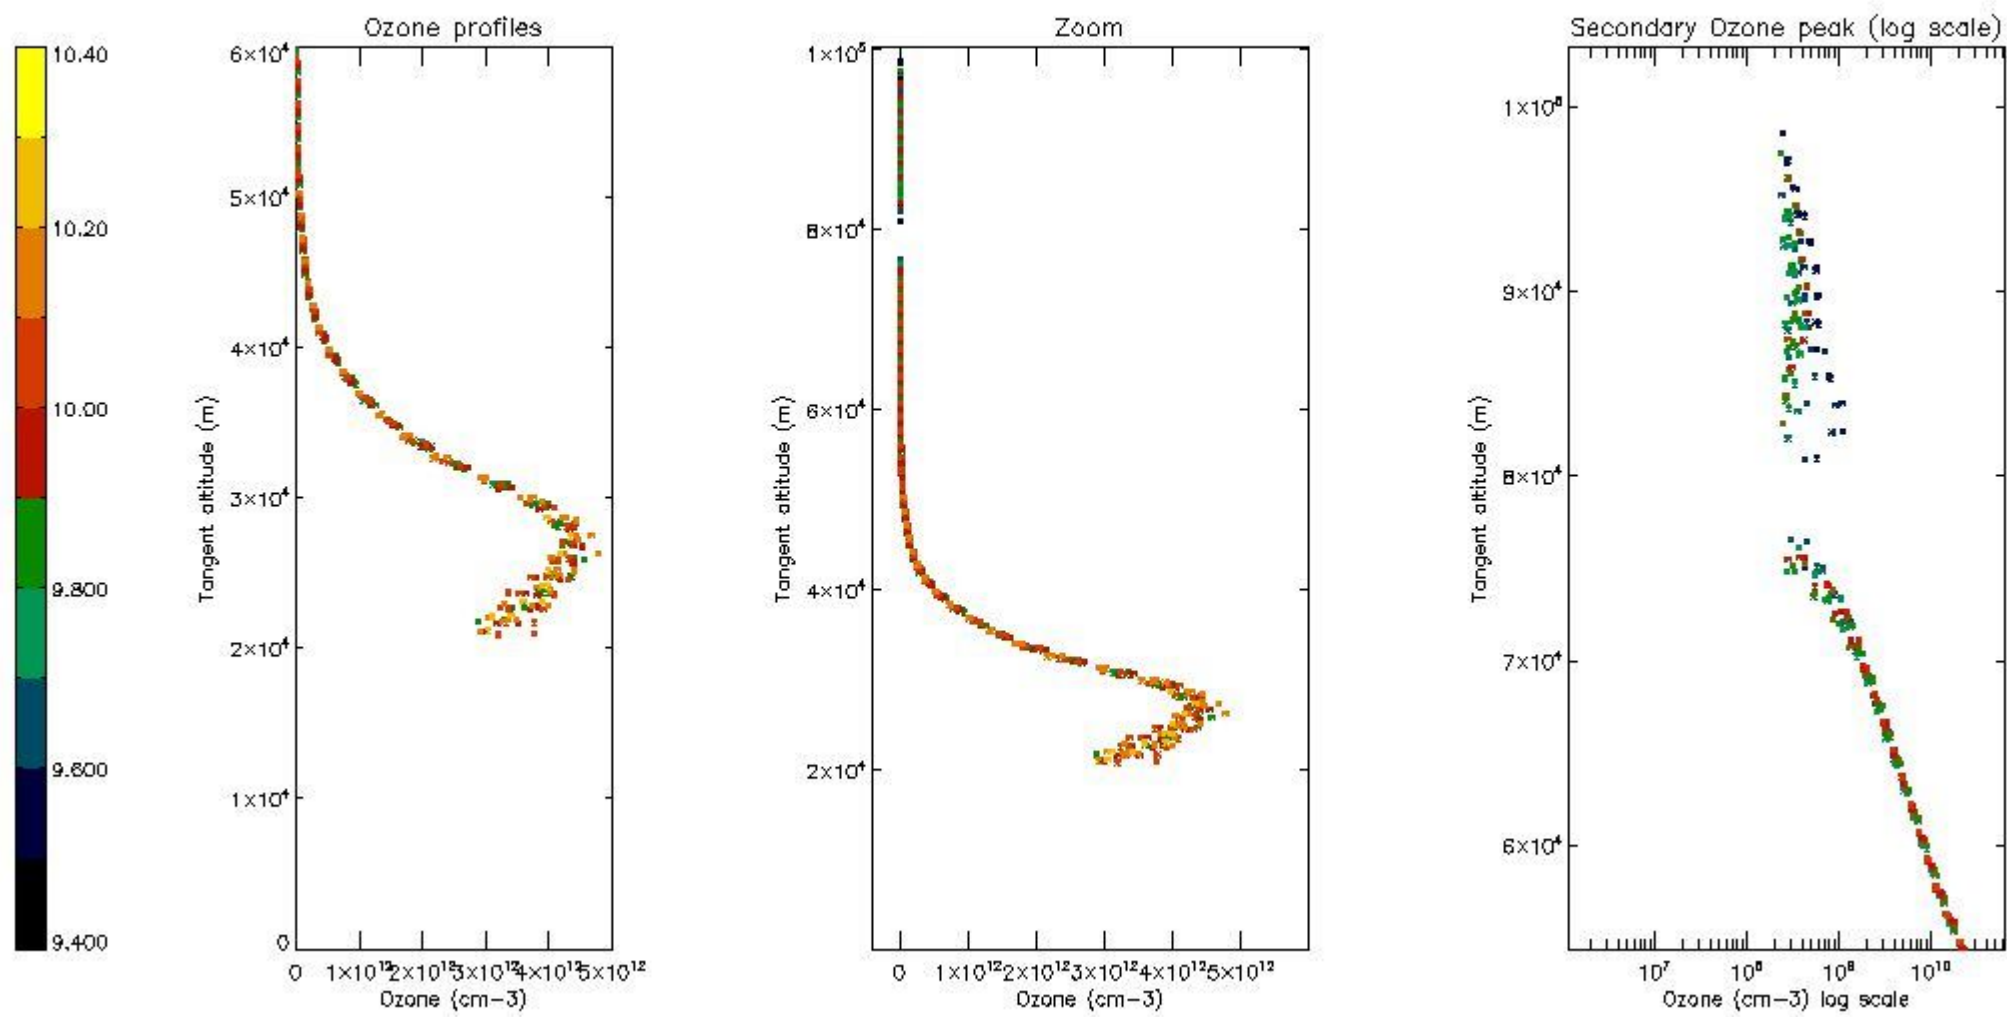 Ozone profiles
Zoom
Secondary Ozone peak (log scale)
10.40
10.20
10.00
9.800
9.600
9.400
6×10⁴
5×10⁴
4×10⁴
3×10⁴
2×10⁴
1×10⁴
0
Tangent altitude (m)
0 1×10¹² 2×10¹² 3×10¹² 4×10¹² 5×10¹²
Ozone (cm−3)
1×10⁵
8×10⁴
6×10⁴
4×10⁴
2×10⁴
Tangent altitude (m)
0 1×10¹² 2×10¹² 3×10¹² 4×10¹² 5×10¹²
Ozone (cm−3)
1×10⁵
9×10⁴
8×10⁴
7×10⁴
6×10⁴
Tangent altitude (m)
10⁷ 10⁸ 10⁹ 10¹⁰
Ozone (cm−3) log scale